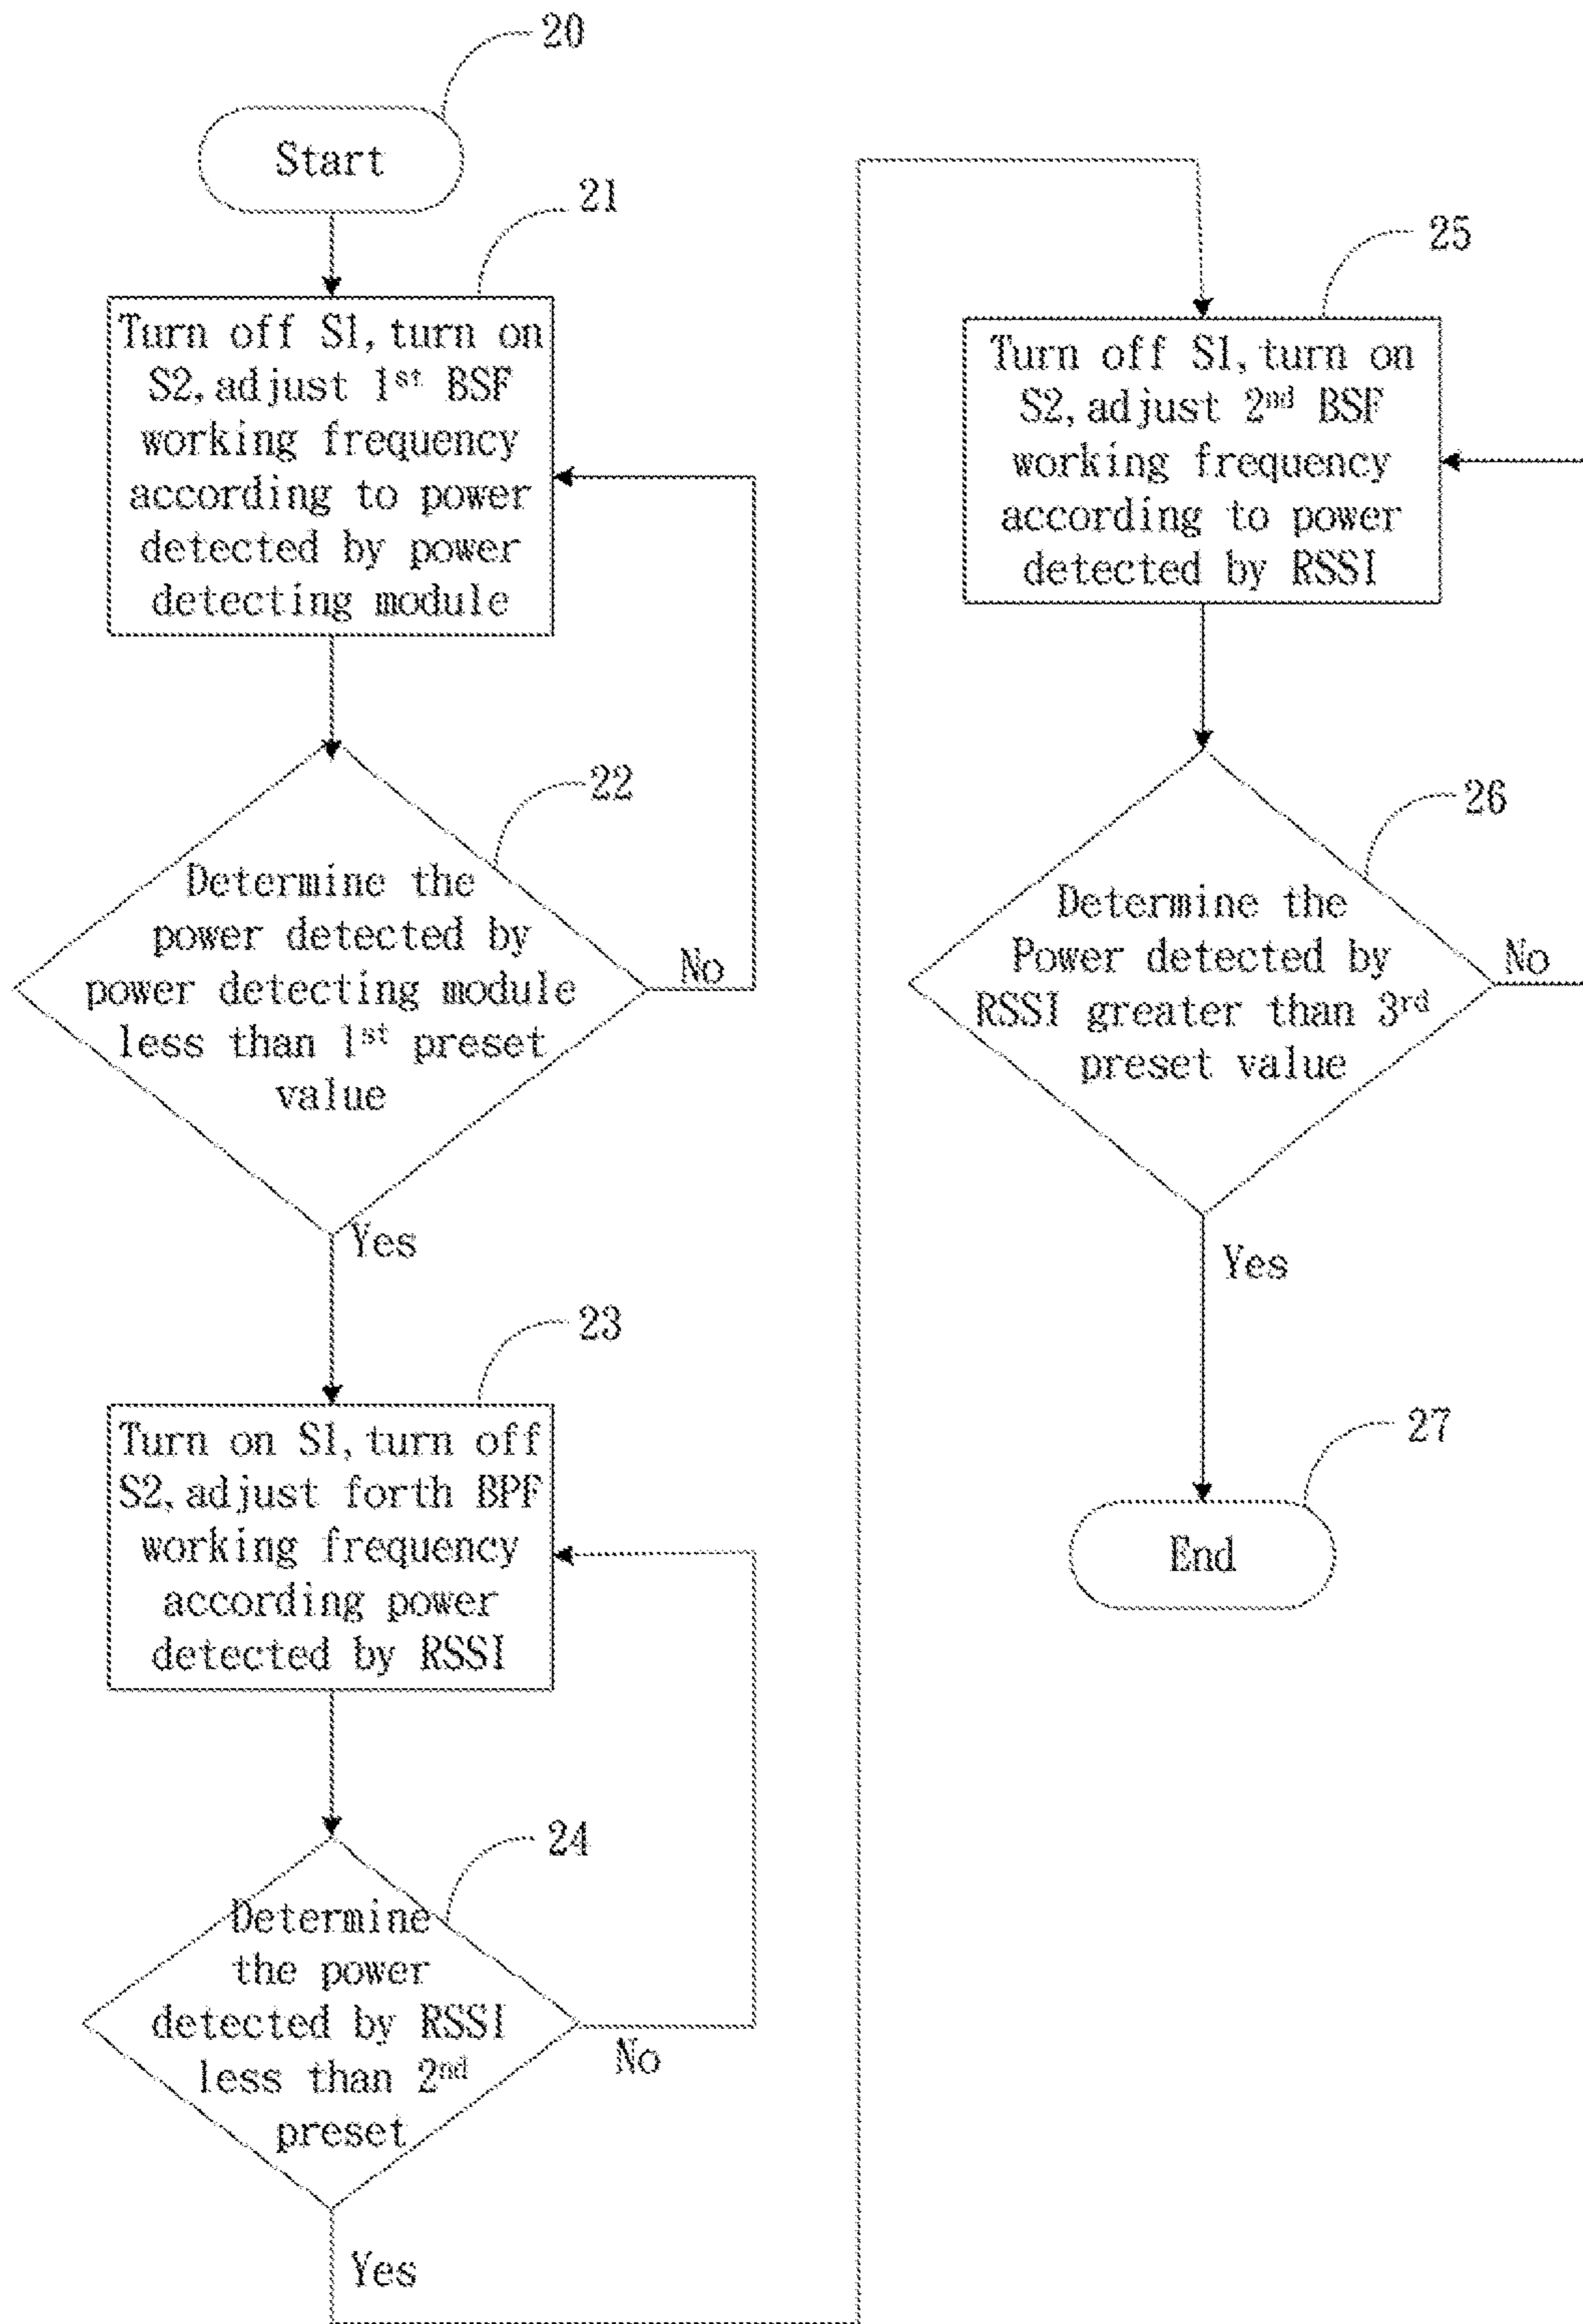 20
Start
21
Turn off S1, turn on
S2, adjust 1st BSF
working frequency
according to power
detected by power
detecting module
22
Determine the
power detected by
power detecting module
less than 1st preset
value
No
Yes
23
Turn on S1, turn off
S2, adjust forth BPF
working frequency
according power
detected by RSSI
24
Determine
the power
detected by RSSI
less than 2nd
preset
No
Yes
25
Turn off S1, turn on
S2, adjust 2nd BSF
working frequency
according to power
detected by RSSI
26
Determine the
Power detected by
RSSI greater than 3rd
preset value
No
Yes
27
End